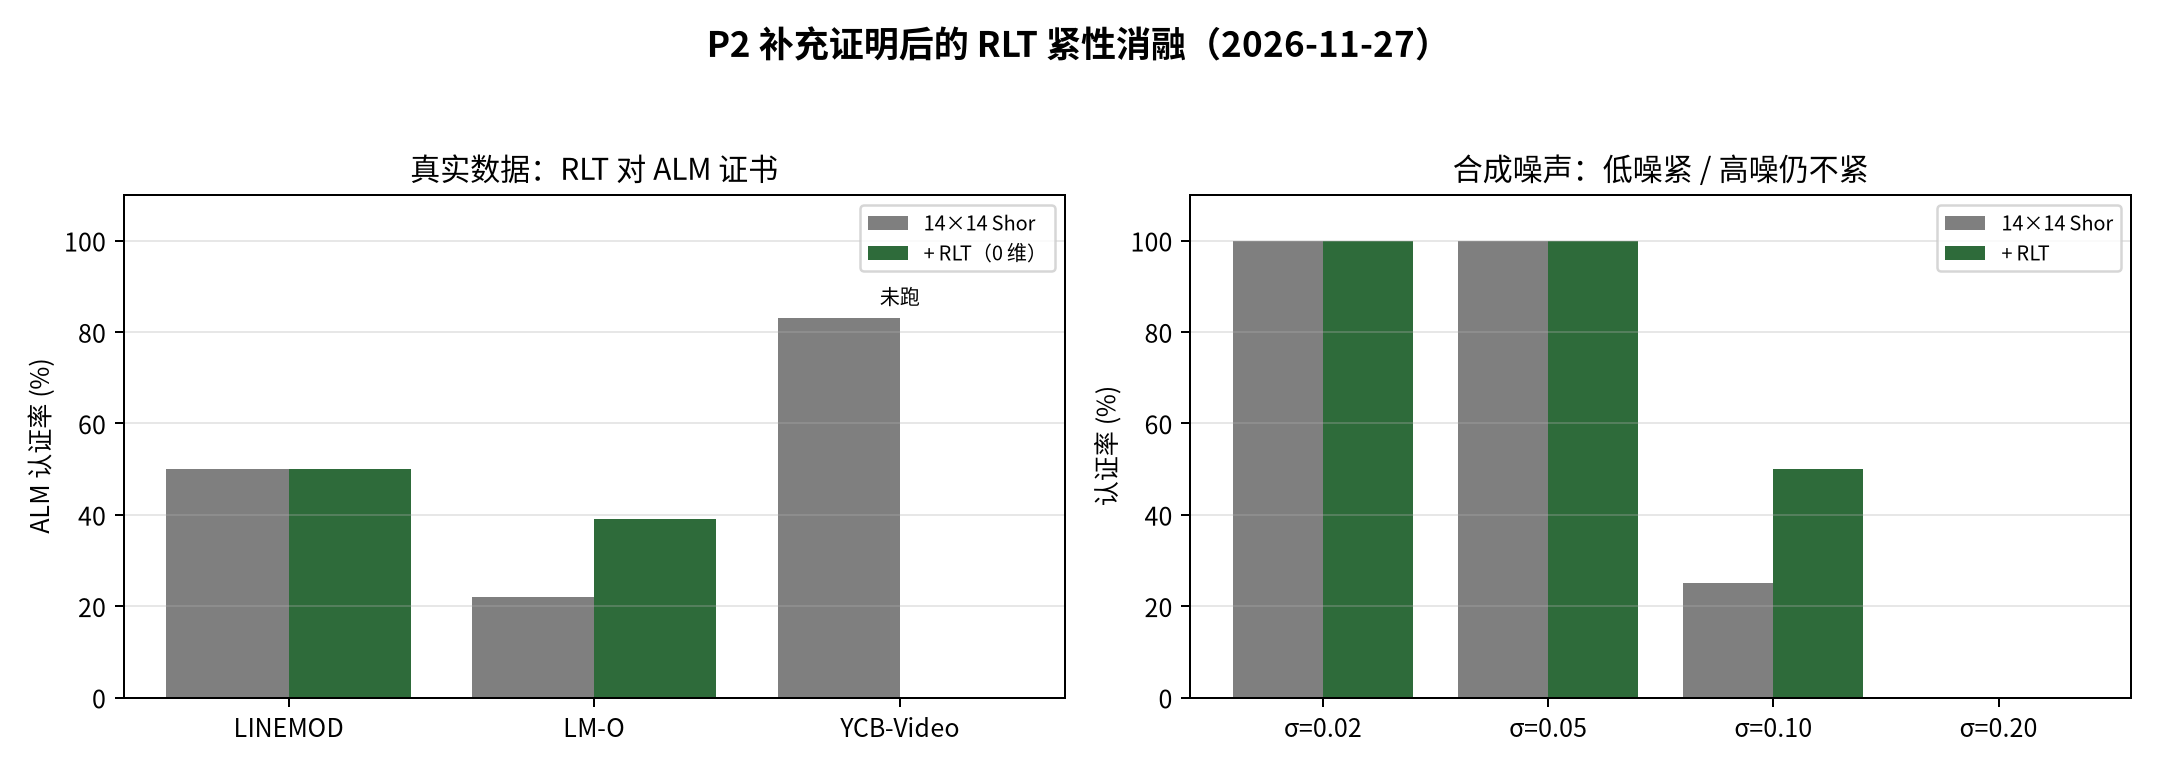 P2 补充证明后的 RLT 紧性消融（2026-11-27）
真实数据：RLT 对 ALM 证书
ALM 认证率 (%)
100
80
60
40
20
0
14×14 Shor
+ RLT（0 维）
未跑
LINEMOD
LM-O
YCB-Video
合成噪声：低噪紧 / 高噪仍不紧
认证率 (%)
100
80
60
40
20
0
14×14 Shor
+ RLT
σ=0.02
σ=0.05
σ=0.10
σ=0.20